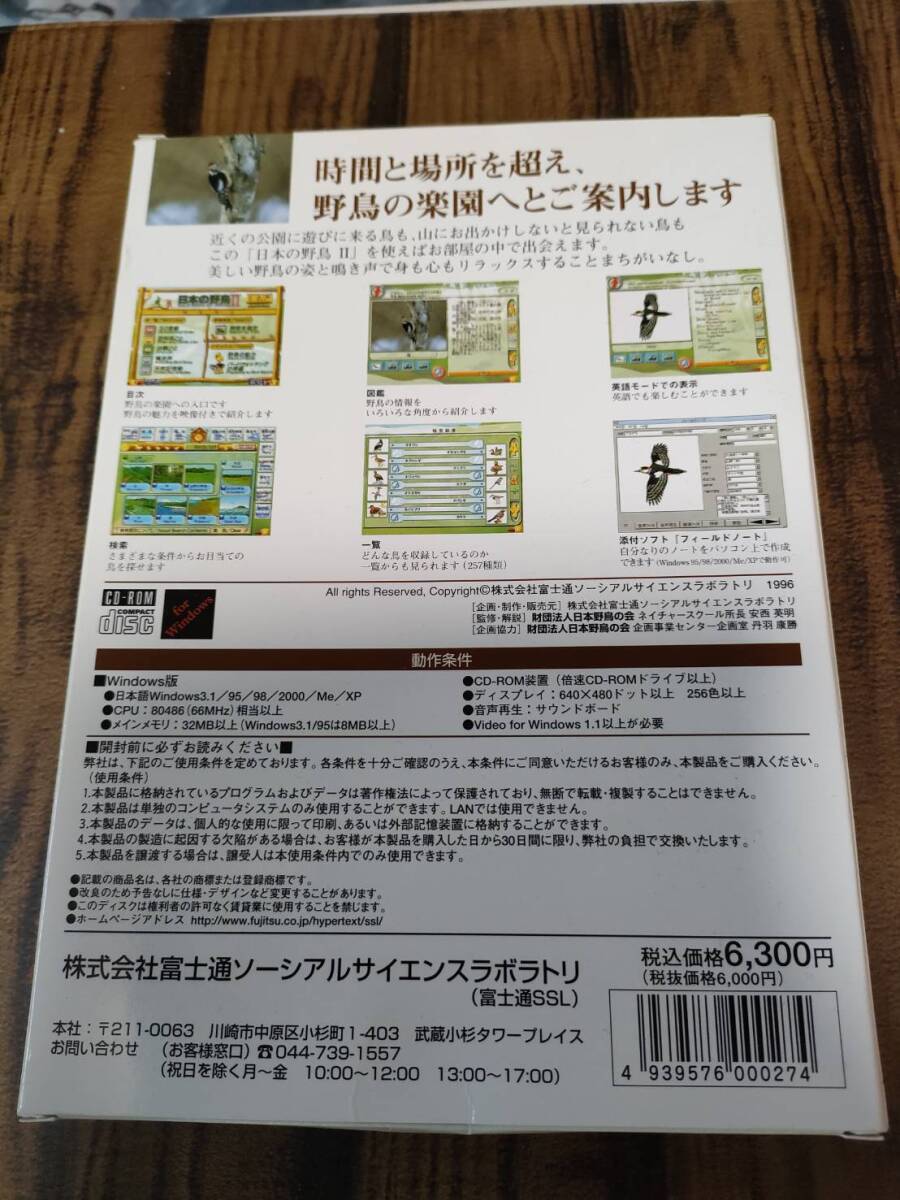 時間と場所を超え、
野鳥の楽園へとご案内します
近くの公園に遊びに来る鳥も、山にお出かけしないと見られない鳥も
この「日本の野鳥 II」を使えばお部屋の中で出会えます。
美しい野鳥の姿と鳴き声で身も心もリラックスすることまちがいなし。
日本の野鳥II
目次
野鳥の楽園への入口です
野鳥の魅力を映像付きで紹介します
図鑑
野鳥の情報を
いろいろな角度から紹介します
英語モードでの表示
英語でも楽しむことができます
検索
さまざまな条件からお目当ての
鳥を探せます
一覧
どんな鳥を収録しているのか
一覧からも見られます(257種類)
添付ソフト「フィールドノート」
自分なりのノートをパソコン上で作成
できます(Windows 95/98/2000/Me/XPで動作可)
CD-ROM
COMPACT
disc
for
Windows
All rights Reserved, Copyright©株式会社富士通ソーシアルサイエンスラボラトリ 1996
[企画・制作・販売元] 株式会社富士通ソーシアルサイエンスラボラトリ
[監修・解説] 財団法人日本野鳥の会 ネイチャースクール所長 安西 英明
[企画協力] 財団法人日本野鳥の会 企画事業センター企画室 丹羽 康勝
動作条件
■Windows版
●日本語Windows3.1／95／98／2000／Me／XP
●CPU：80486(66MHz)相当以上
●メインメモリ：32MB以上(Windows3.1/95は8MB以上)
●CD-ROM装置（倍速CD-ROMドライブ以上）
●ディスプレイ：640×480ドット以上 256色以上
●音声再生：サウンドボード
●Video for Windows 1.1以上が必要
■開封前に必ずお読みください■
弊社は、下記のご使用条件を定めております。各条件を十分ご確認のうえ、本条件にご同意いただけるお客様のみ、本製品をご購入ください。
（使用条件）
1.本製品に格納されているプログラムおよびデータは著作権法によって保護されており、無断で転載・複製することはできません。
2.本製品は単独のコンピュータシステムのみ使用することができます。LANでは使用できません。
3.本製品のデータは、個人的な使用に限って印刷、あるいは外部記憶装置に格納することができます。
4.本製品の製造に起因する欠陥がある場合は、お客様が本製品を購入した日から30日間に限り、弊社の負担で交換いたします。
5.本製品を譲渡する場合は、譲受人は本使用条件内でのみ使用できます。
●記載の商品名は、各社の商標または登録商標です。
●改良のため予告なしに仕様・デザインなど変更することがあります。
●このディスクは権利者の許可なく賃貸業に使用することを禁じます。
●ホームページアドレス http://www.fujitsu.co.jp/hypertext/ssl/
株式会社富士通ソーシアルサイエンスラボラトリ
(富士通SSL)
税込価格6,300円
(税抜価格6,000円)
本社：〒211-0063 川崎市中原区小杉町1-403 武蔵小杉タワープレイス
お問い合わせ （お客様窓口）☎044-739-1557
(祝日を除く月～金 10:00～12:00 13:00～17:00)
4 939576 000274